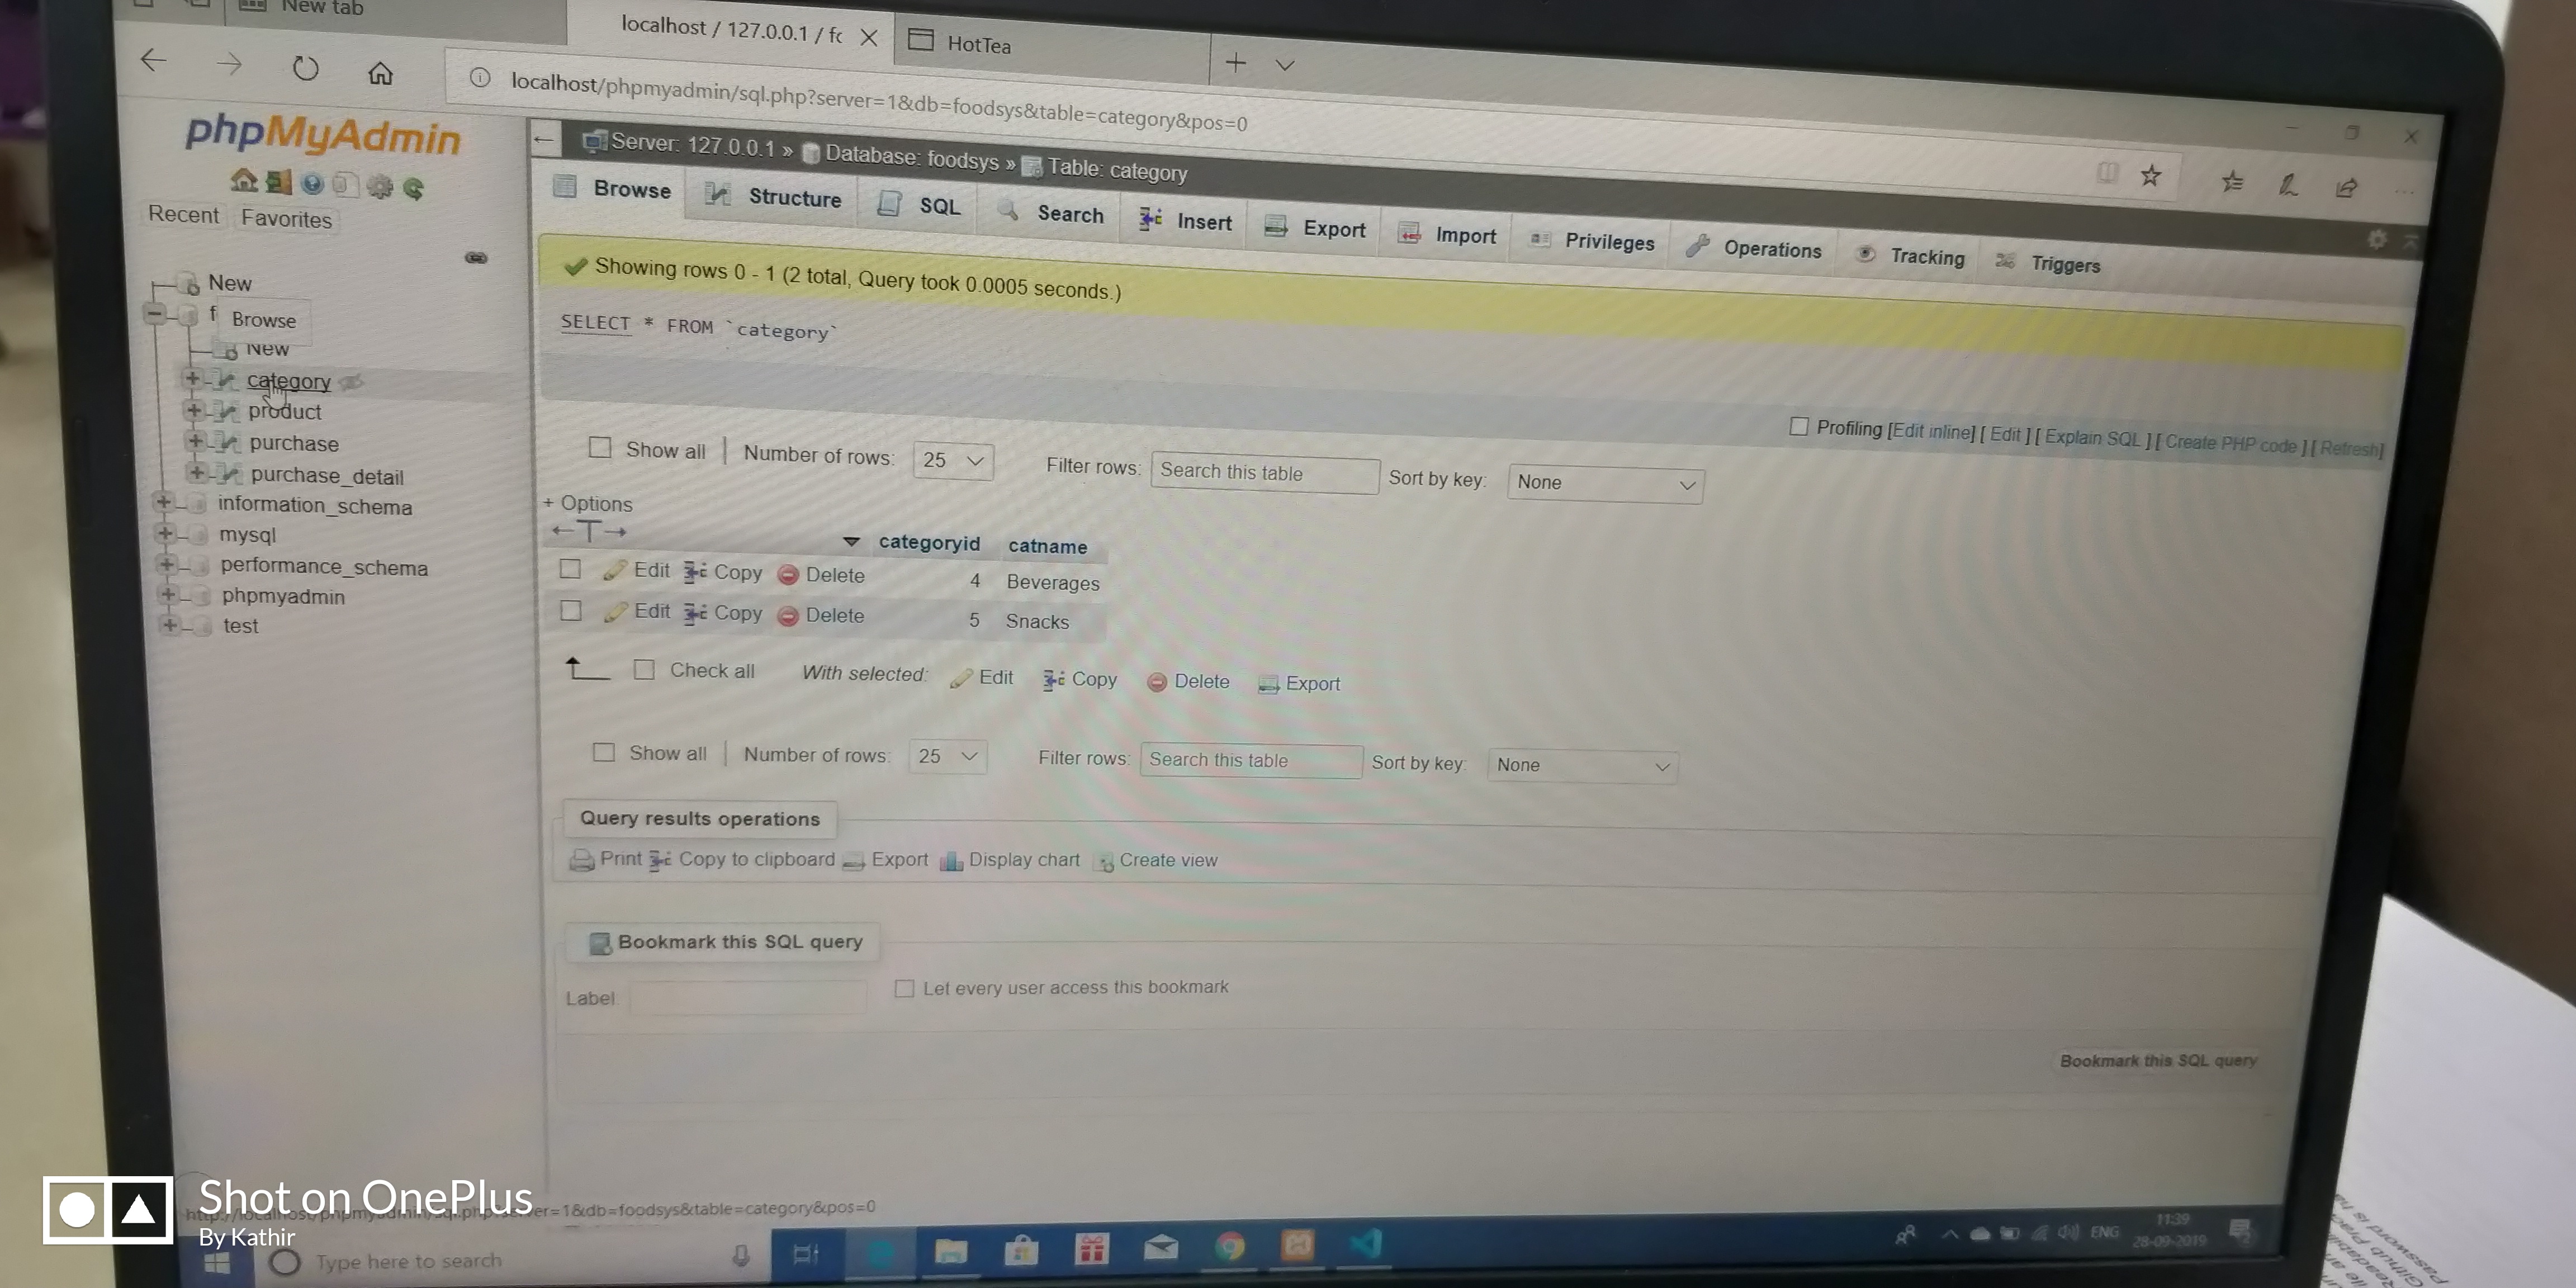 New tab
localhost / 127.0.0.1 / fo
HotTea
localhost/phpmyadmin/sql.php?server=1&db=foodsys&table=category&pos=0
phpMyAdmin
Recent Favorites
New
f
Browse
New
category
product
purchase
purchase_detail
information_schema
mysql
performance_schema
phpmyadmin
test
Server: 127.0.0.1 » Database: foodsys » Table: category
Browse Structure SQL Search Insert Export Import Privileges Operations Tracking Triggers
Showing rows 0 - 1 (2 total, Query took 0.0005 seconds.)
SELECT * FROM `category`
Profiling [Edit inline] [ Edit ] [ Explain SQL ] [ Create PHP code ] [ Refresh]
Show all | Number of rows: 25 Filter rows: Search this table Sort by key: None
+ Options
←T→ categoryid catname
Edit Copy Delete 4 Beverages
Edit Copy Delete 5 Snacks
Check all With selected: Edit Copy Delete Export
Show all | Number of rows: 25 Filter rows: Search this table Sort by key: None
Query results operations
Print Copy to clipboard Export Display chart Create view
Bookmark this SQL query
Label: Let every user access this bookmark
Bookmark this SQL query
http://localhost/phpmyadmin/sql.php?server=1&db=foodsys&table=category&pos=0
Shot on OnePlus
By Kathir
Type here to search
ENG
11:39
28-09-2019
Password is